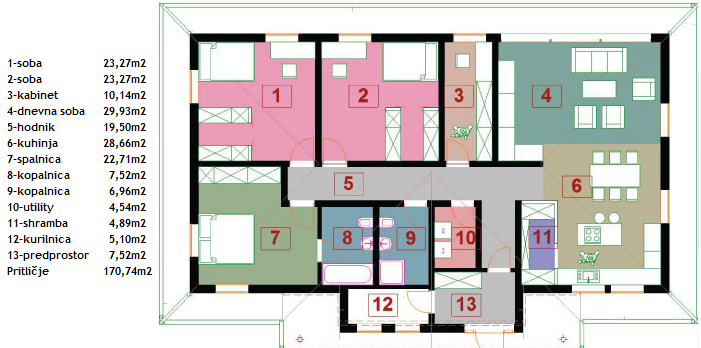 1-soba 23,27m2
2-soba 23,27m2
3-kabinet 10,14m2
4-dnevna soba 29,93m2
5-hodnik 19,50m2
6-kuhinja 28,66m2
7-spalnica 22,71m2
8-kopalnica 7,52m2
9-kopalnica 6,96m2
10-utility 4,54m2
11-shramba 4,89m2
12-kurilnica 5,10m2
13-predprostor 7,52m2
Pritličje 170,74m2
1
2
3
4
5
6
7
8
9
10
11
12
13